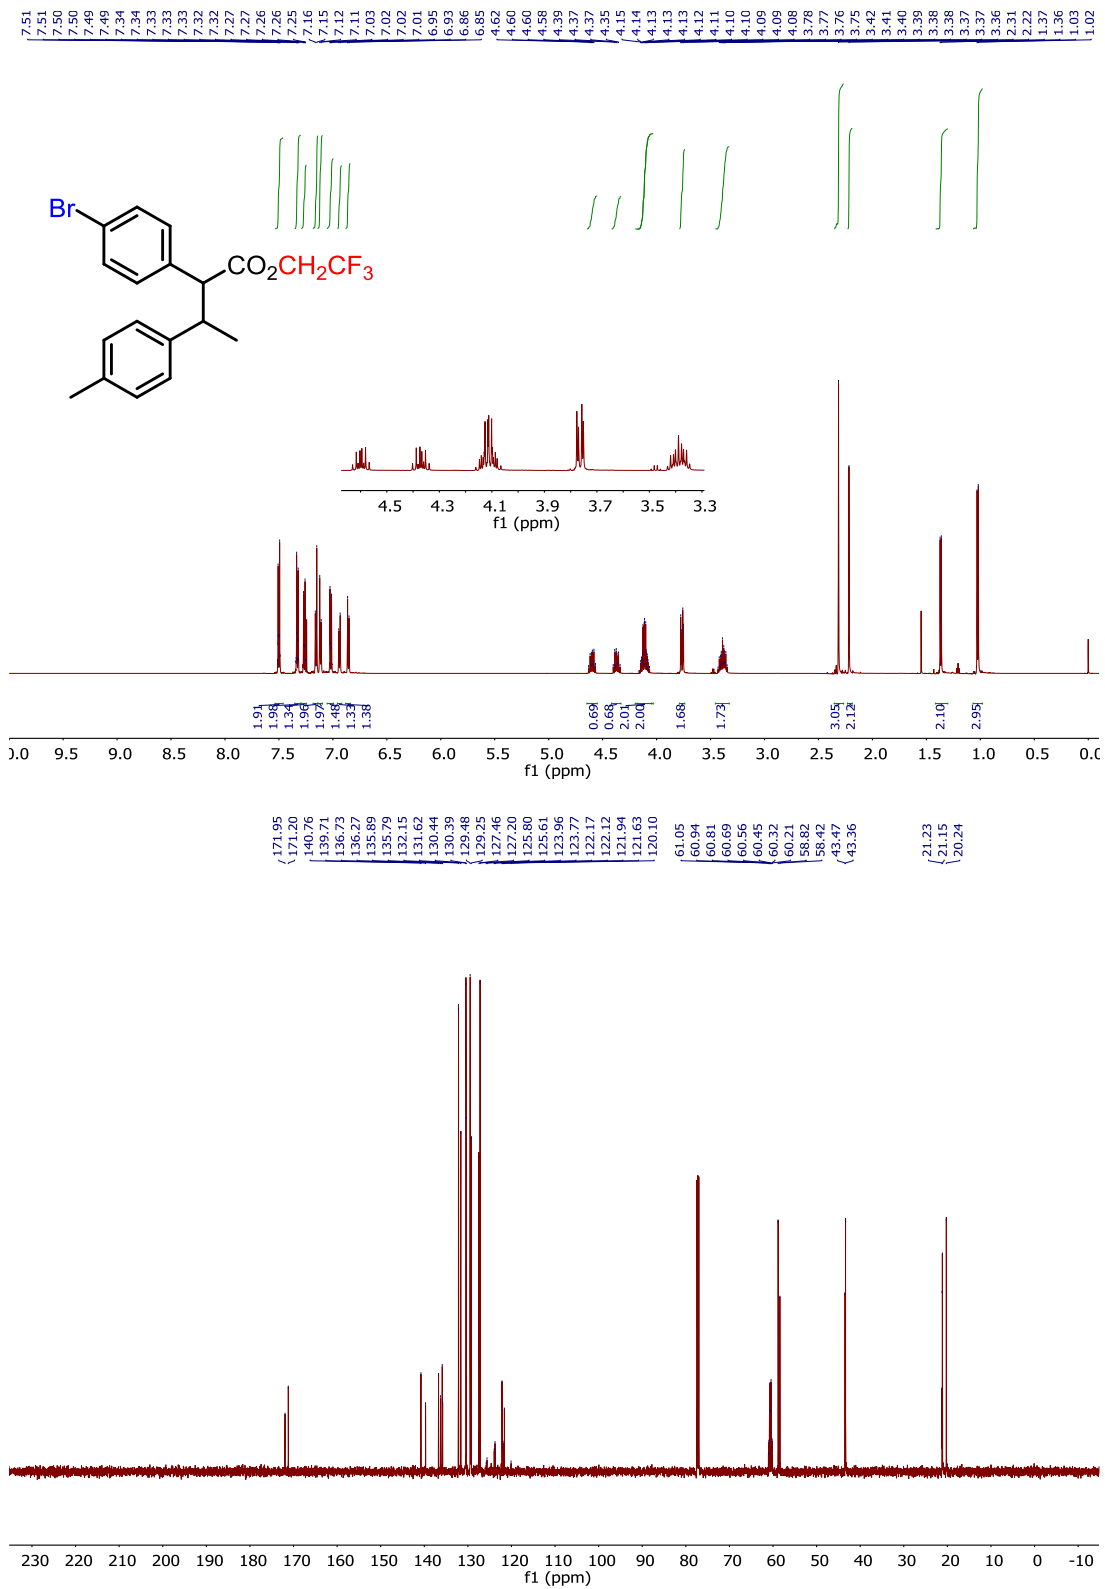 7.51 7.51 7.50 7.50 7.49 7.49 7.34 7.34 7.33 7.33 7.33 7.32 7.32 7.27 7.27 7.26 7.26 7.25 7.16 7.15 7.12 7.11 7.03 7.02 7.02 7.01 6.95 6.93 6.86 6.85 4.62 4.60 4.60 4.58 4.39 4.37 4.37 4.35 4.15 4.14 4.13 4.13 4.13 4.12 4.11 4.10 4.10 4.09 4.09 4.08 3.78 3.77 3.76 3.75 3.42 3.41 3.40 3.39 3.38 3.38 3.37 3.37 3.36 2.31 2.22 1.37 1.36 1.03 1.02
Br
CO2CH2CF3
4.5 4.3 4.1 3.9 3.7 3.5 3.3
f1 (ppm)
1.91 1.98 1.34 1.96 1.97 1.48 1.33 1.38 0.69 0.68 2.01 2.00 1.68 1.73 3.05 2.12 2.10 2.95
0.0 9.5 9.0 8.5 8.0 7.5 7.0 6.5 6.0 5.5 5.0 4.5 4.0 3.5 3.0 2.5 2.0 1.5 1.0 0.5 0.0
f1 (ppm)
171.95 171.20 140.76 139.71 136.73 136.27 135.89 135.79 132.15 131.62 130.44 130.39 129.48 129.25 127.46 127.20 125.80 125.61 123.96 123.77 122.17 122.12 121.94 121.63 120.10 61.05 60.94 60.81 60.69 60.56 60.45 60.32 60.21 58.82 58.42 43.47 43.36 21.23 21.15 20.24
230 220 210 200 190 180 170 160 150 140 130 120 110 100 90 80 70 60 50 40 30 20 10 0 -10
f1 (ppm)